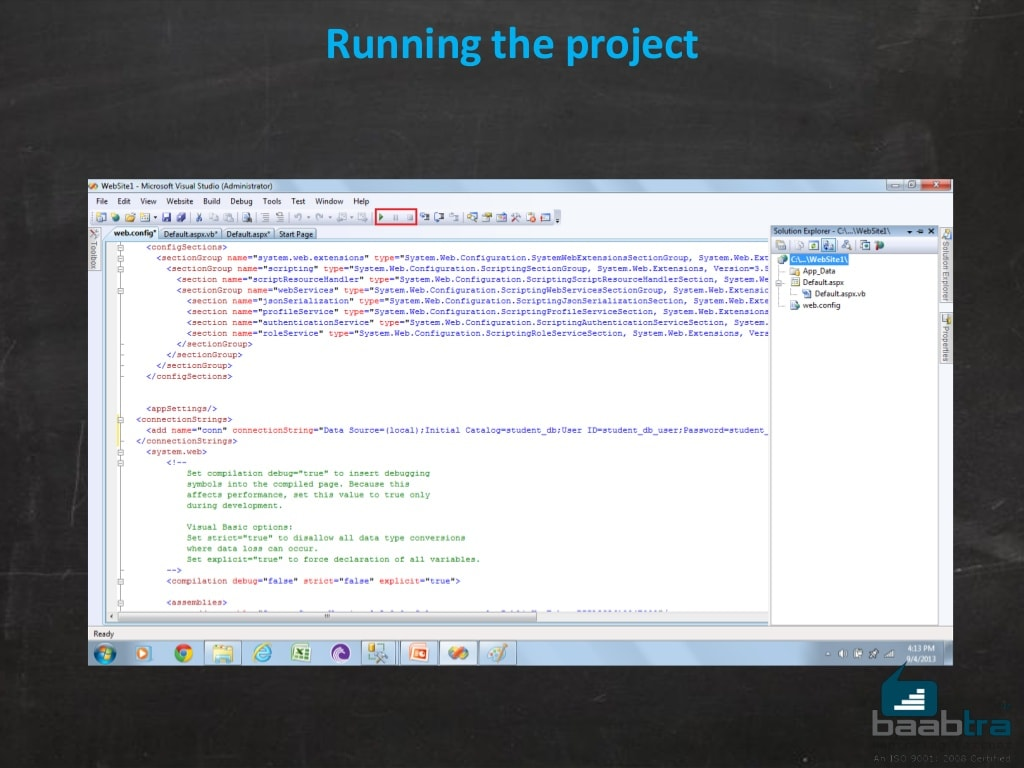 Running the project
WebSite1 - Microsoft Visual Studio (Administrator)
File Edit View Website Build Debug Tools Test Window Help
web.config* Default.aspx.vb* Default.aspx* Start Page
Toolbox
<configSections>
<sectionGroup name="system.web.extensions" type="System.Web.Configuration.SystemWebExtensionsSectionGroup, System.Web.Ext
<sectionGroup name="scripting" type="System.Web.Configuration.ScriptingSectionGroup, System.Web.Extensions, Version=3.5
<section name="scriptResourceHandler" type="System.Web.Configuration.ScriptingScriptResourceHandlerSection, System.We
<sectionGroup name="webServices" type="System.Web.Configuration.ScriptingWebServicesSectionGroup, System.Web.Extension
<section name="jsonSerialization" type="System.Web.Configuration.ScriptingJsonSerializationSection, System.Web.Exte
<section name="profileService" type="System.Web.Configuration.ScriptingProfileServiceSection, System.Web.Extensions
<section name="authenticationService" type="System.Web.Configuration.ScriptingAuthenticationServiceSection, System.
<section name="roleService" type="System.Web.Configuration.ScriptingRoleServiceSection, System.Web.Extensions, Vers
</sectionGroup>
</sectionGroup>
</sectionGroup>
</configSections>
<appSettings/>
<connectionStrings>
<add name="conn" connectionString="Data Source=(local);Initial Catalog=student_db;User ID=student_db_user;Password=student_
</connectionStrings>
<system.web>
<!--
Set compilation debug="true" to insert debugging
symbols into the compiled page. Because this
affects performance, set this value to true only
during development.
Visual Basic options:
Set strict="true" to disallow all data type conversions
where data loss can occur.
Set explicit="true" to force declaration of all variables.
-->
<compilation debug="false" strict="false" explicit="true">
<assemblies>
Solution Explorer - C:\...\WebSite1\
C:\...\WebSite1\
App_Data
Default.aspx
Default.aspx.vb
web.config
Solution Explorer
Properties
Ready
4:13 PM
9/4/2013
baabtra
An ISO 9001: 2008 Certified